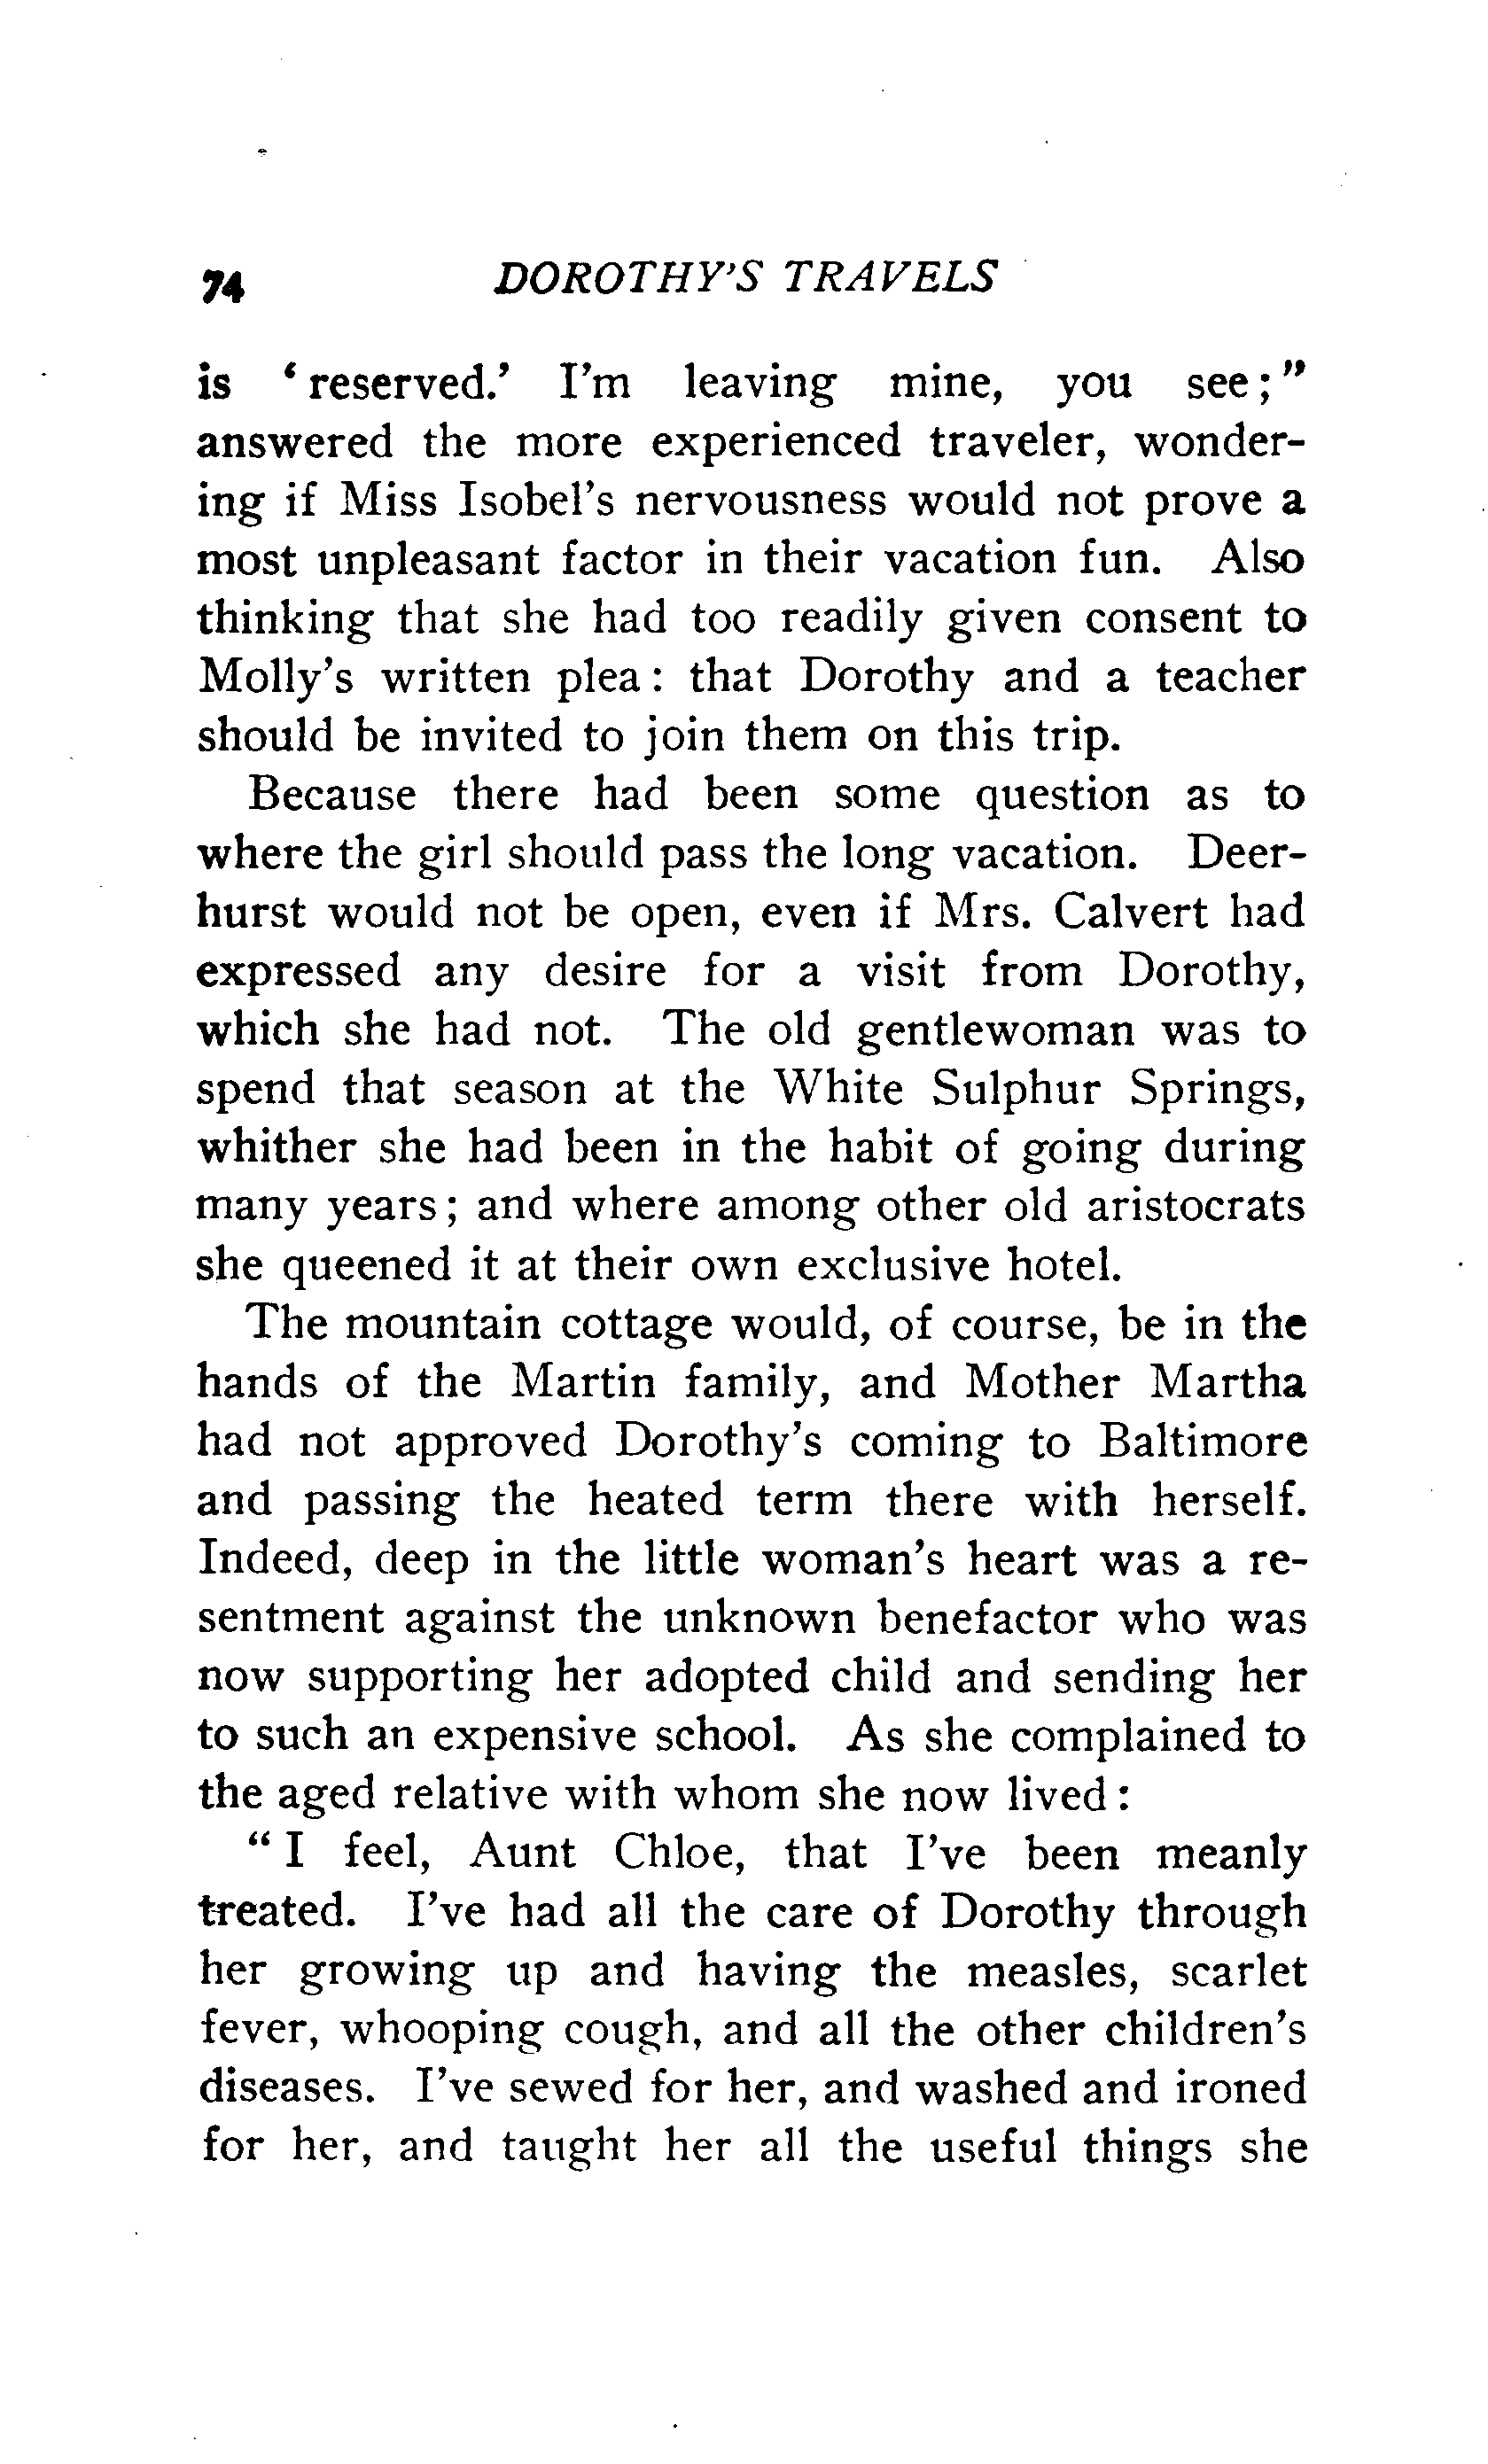 74 DOROTHY'S TRAVELS
is ‘reserved.’ I'm leaving mine, you see;”
answered the more experienced traveler, wonder-
ing if Miss Isobel's nervousness would not prove a
most unpleasant factor in their vacation fun. Also
thinking that she had too readily given consent to
Molly's written plea: that Dorothy and a teacher
should be invited to join them on this trip.
Because there had been some question as to
where the girl should pass the long vacation. Deer-
hurst would not be open, even if Mrs. Calvert had
expressed any desire for a visit from Dorothy,
which she had not. The old gentlewoman was to
spend that season at the White Sulphur Springs,
whither she had been in the habit of going during
many years; and where among other old aristocrats
she queened it at their own exclusive hotel.
The mountain cottage would, of course, be in the
hands of the Martin family, and Mother Martha
had not approved Dorothy's coming to Baltimore
and passing the heated term there with herself.
Indeed, deep in the little woman's heart was a re-
sentment against the unknown benefactor who was
now supporting her adopted child and sending her
to such an expensive school. As she complained to
the aged relative with whom she now lived:
“I feel, Aunt Chloe, that I've been meanly
treated. I've had all the care of Dorothy through
her growing up and having the measles, scarlet
fever, whooping cough, and all the other children's
diseases. I've sewed for her, and washed and ironed
for her, and taught her all the useful things she